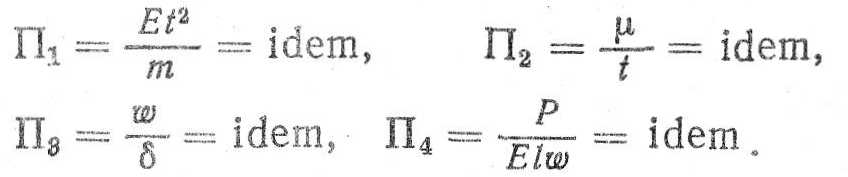 Π₁ = Et²/m = idem, Π₂ = μ/t = idem,
Π₃ = w/δ = idem, Π₄ = P/Elw = idem.